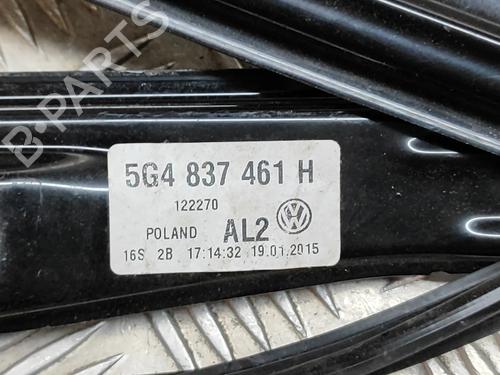 5G4 837 461 H
122270
POLAND AL2
16S 2B 17:14:32 19.01.2015
B-PARTS